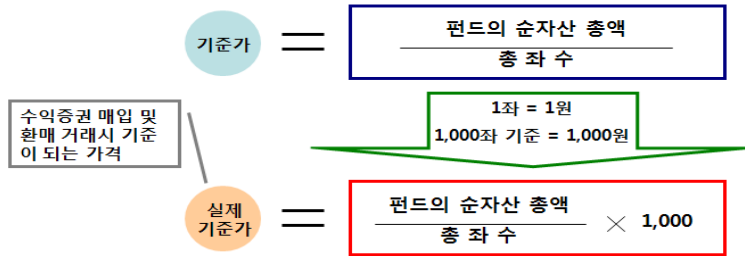 기준가
펀드의 순자산 총액
총 좌 수
1좌 = 1원
1,000좌 기준 = 1,000원
수익증권 매입 및
환매 거래시 기준
이 되는 가격
실제
기준가
펀드의 순자산 총액
총 좌 수
× 1,000